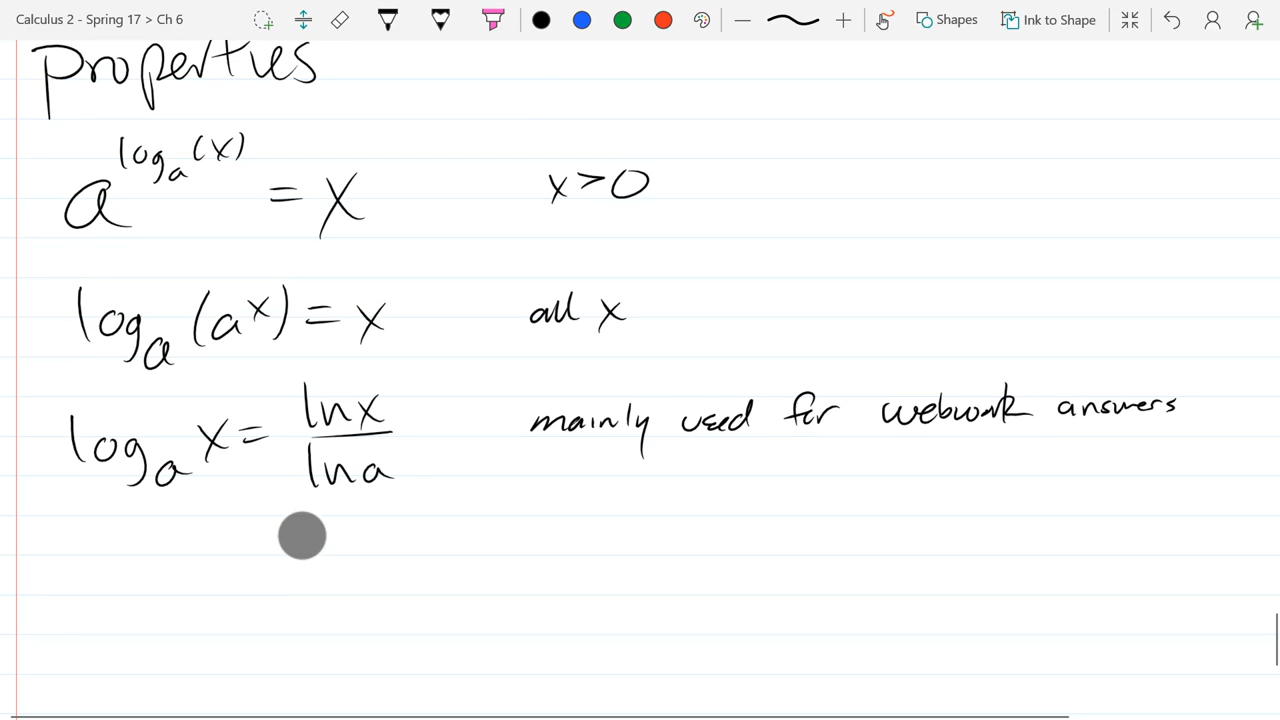 Calculus 2 - Spring 17 > Ch 6
Shapes
Ink to Shape
Properties
a^{log_a(x)} = x    x>0
log_a(a^x) = x    all x
log_a x = \frac{ln x}{ln a}    mainly used for webwork answers